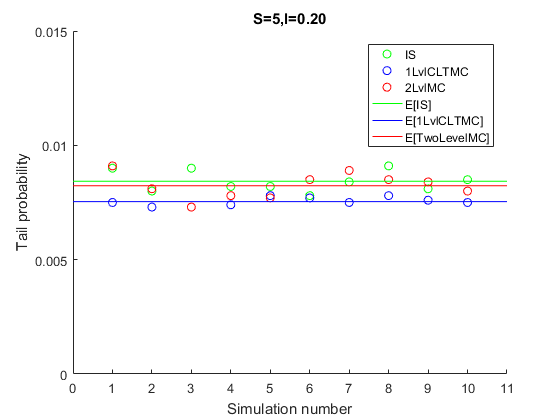 S=5,l=0.20
0.015
IS
1LvlCLTMC
2LvlMC
E[IS]
E[1LvlCLTMC]
E[TwoLevelMC]
0.01
Tail probability
0.005
0
0 1 2 3 4 5 6 7 8 9 10 11
Simulation number